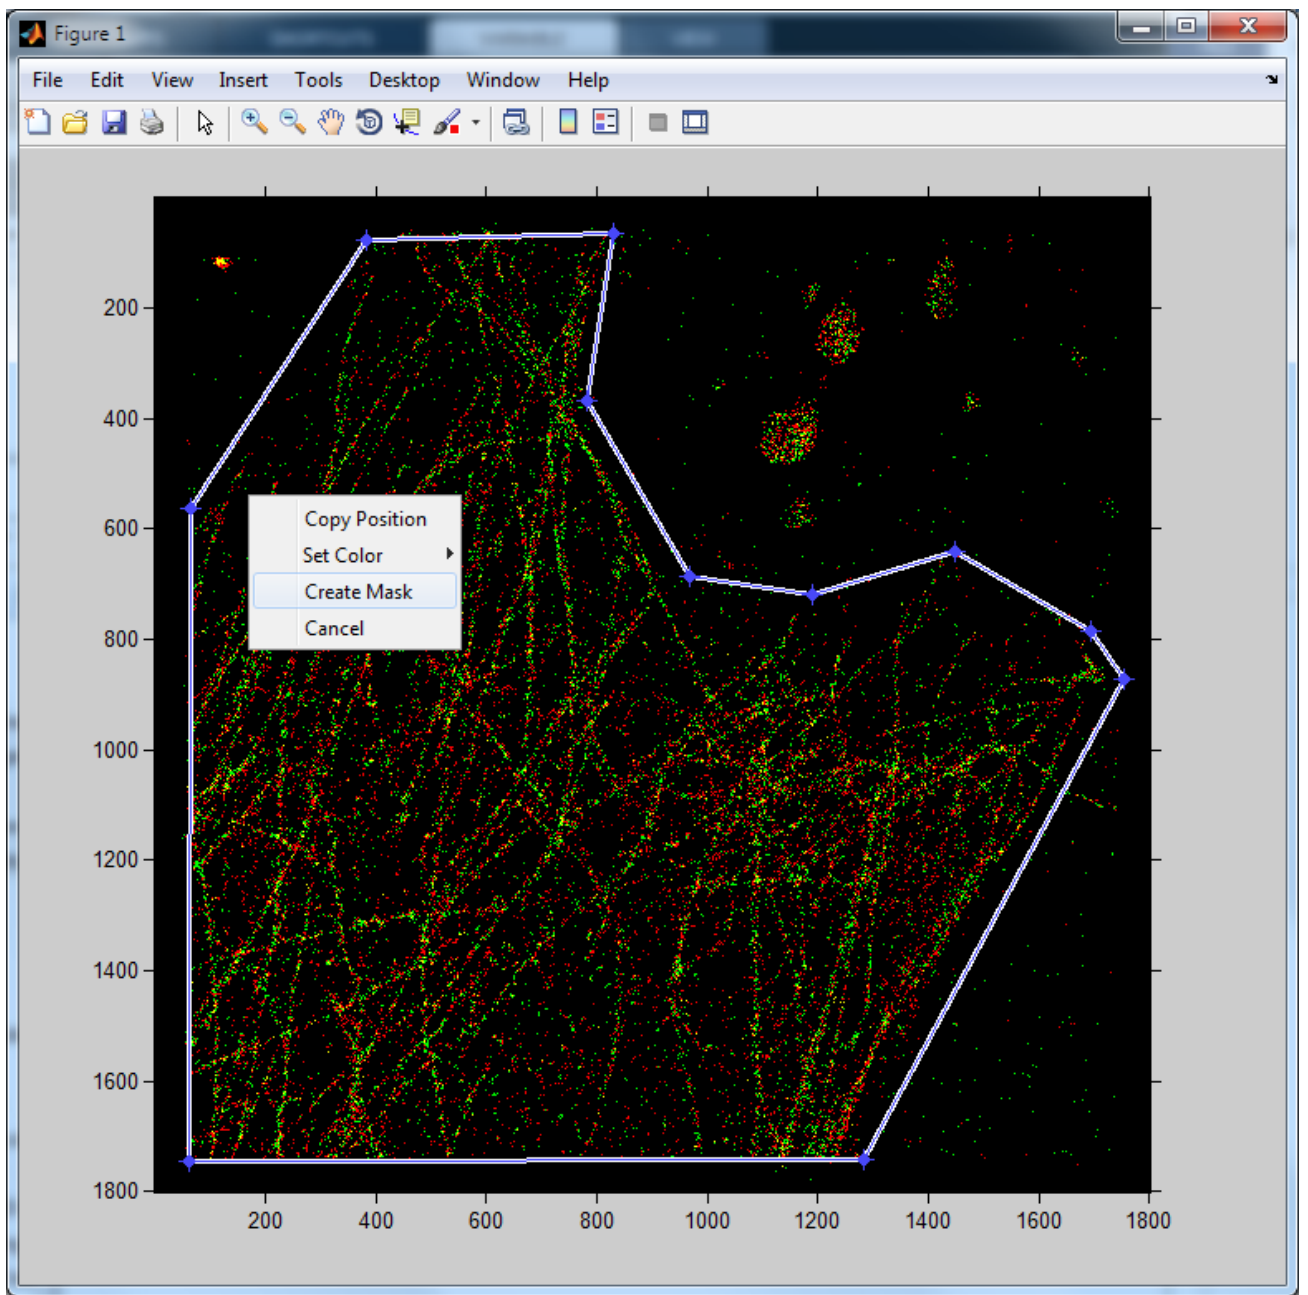 Figure 1
File Edit View Insert Tools Desktop Window Help
200
400
600
800
1000
1200
1400
1600
1800
Copy Position
Set Color
Create Mask
Cancel
200 400 600 800 1000 1200 1400 1600 1800